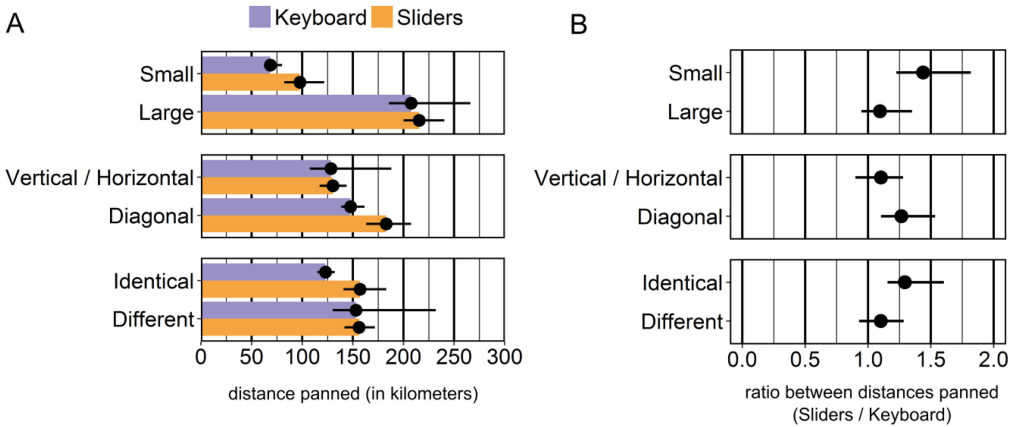 A
Keyboard Sliders
Small
Large
Vertical / Horizontal
Diagonal
Identical
Different
0 50 100 150 200 250 300
distance panned (in kilometers)
B
Small
Large
Vertical / Horizontal
Diagonal
Identical
Different
0.0 0.5 1.0 1.5 2.0
ratio between distances panned
(Sliders / Keyboard)